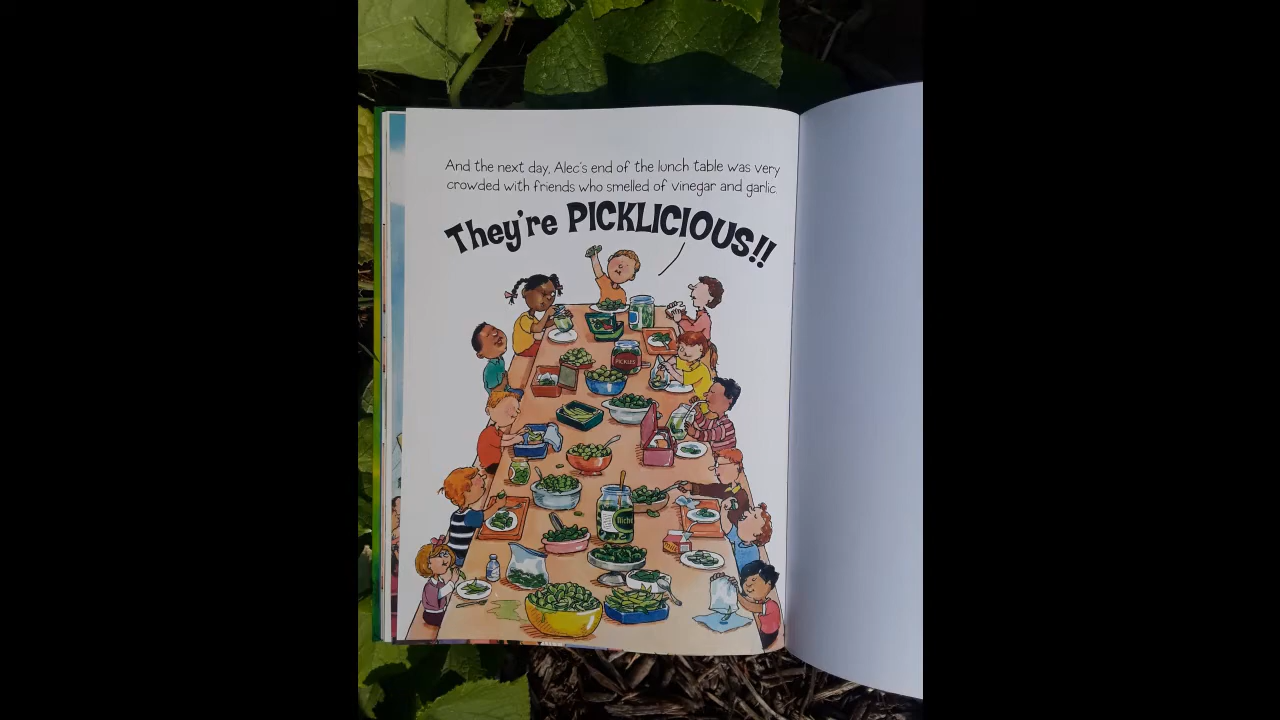 And the next day, Alec's end of the lunch table was very
crowded with friends who smelled of vinegar and garlic.
They're PICKLICIOUS!!
PICKLES